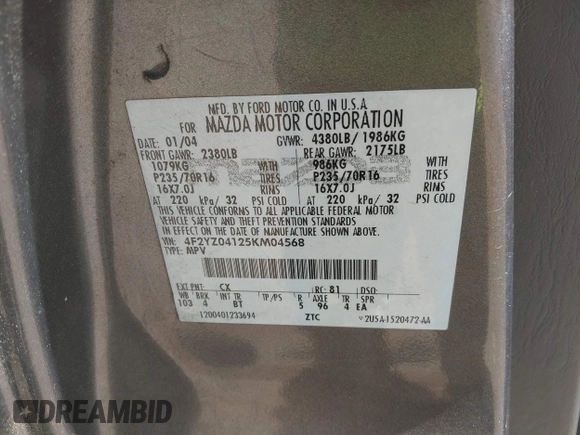 MFD. BY FORD MOTOR CO. IN U.S.A.
FOR MAZDA MOTOR CORPORATION
DATE: 01/04 GVWR: 4380LB/ 1986KG
FRONT GAWR: 2380LB REAR GAWR: 2175LB
1079KG WITH 986KG WITH
P235/70R16 TIRES P235/70R16 TIRES
16X7.0J RIMS 16X7.0J RIMS
AT 220 kPa/ 32 PSI COLD AT 220 kPa/ 32 PSI COLD
THIS VEHICLE CONFORMS TO ALL APPLICABLE FEDERAL MOTOR
VEHICLE SAFETY AND THEFT PREVENTION STANDARDS
IN EFFECT ON THE DATE OF MANUFACTURE SHOWN ABOVE.
VIN: 4F2YZ04125KM04568
TYPE: MPV
EXT PNT: CX RC: 81 DSO:
WB BRK INT TR TP/PS R AXLE TR SPR
103 4 8T 5 96 4 EA
1200401233694 ZTC 2U5A-1520472-AA
DREAMBID